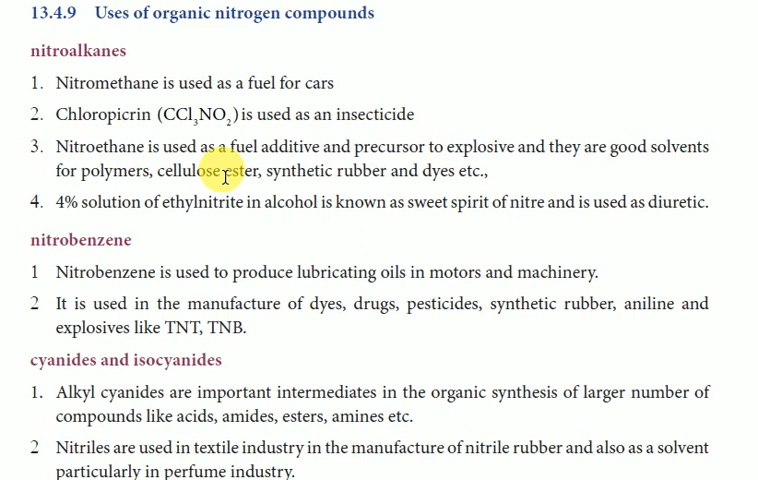 13.4.9 Uses of organic nitrogen compounds
nitroalkanes
1. Nitromethane is used as a fuel for cars
2. Chloropicrin (CCl₃NO₂) is used as an insecticide
3. Nitroethane is used as a fuel additive and precursor to explosive and they are good solvents
for polymers, cellulose ester, synthetic rubber and dyes etc.,
4. 4% solution of ethylnitrite in alcohol is known as sweet spirit of nitre and is used as diuretic.
nitrobenzene
1 Nitrobenzene is used to produce lubricating oils in motors and machinery.
2 It is used in the manufacture of dyes, drugs, pesticides, synthetic rubber, aniline and
explosives like TNT, TNB.
cyanides and isocyanides
1. Alkyl cyanides are important intermediates in the organic synthesis of larger number of
compounds like acids, amides, esters, amines etc.
2 Nitriles are used in textile industry in the manufacture of nitrile rubber and also as a solvent
particularly in perfume industry.